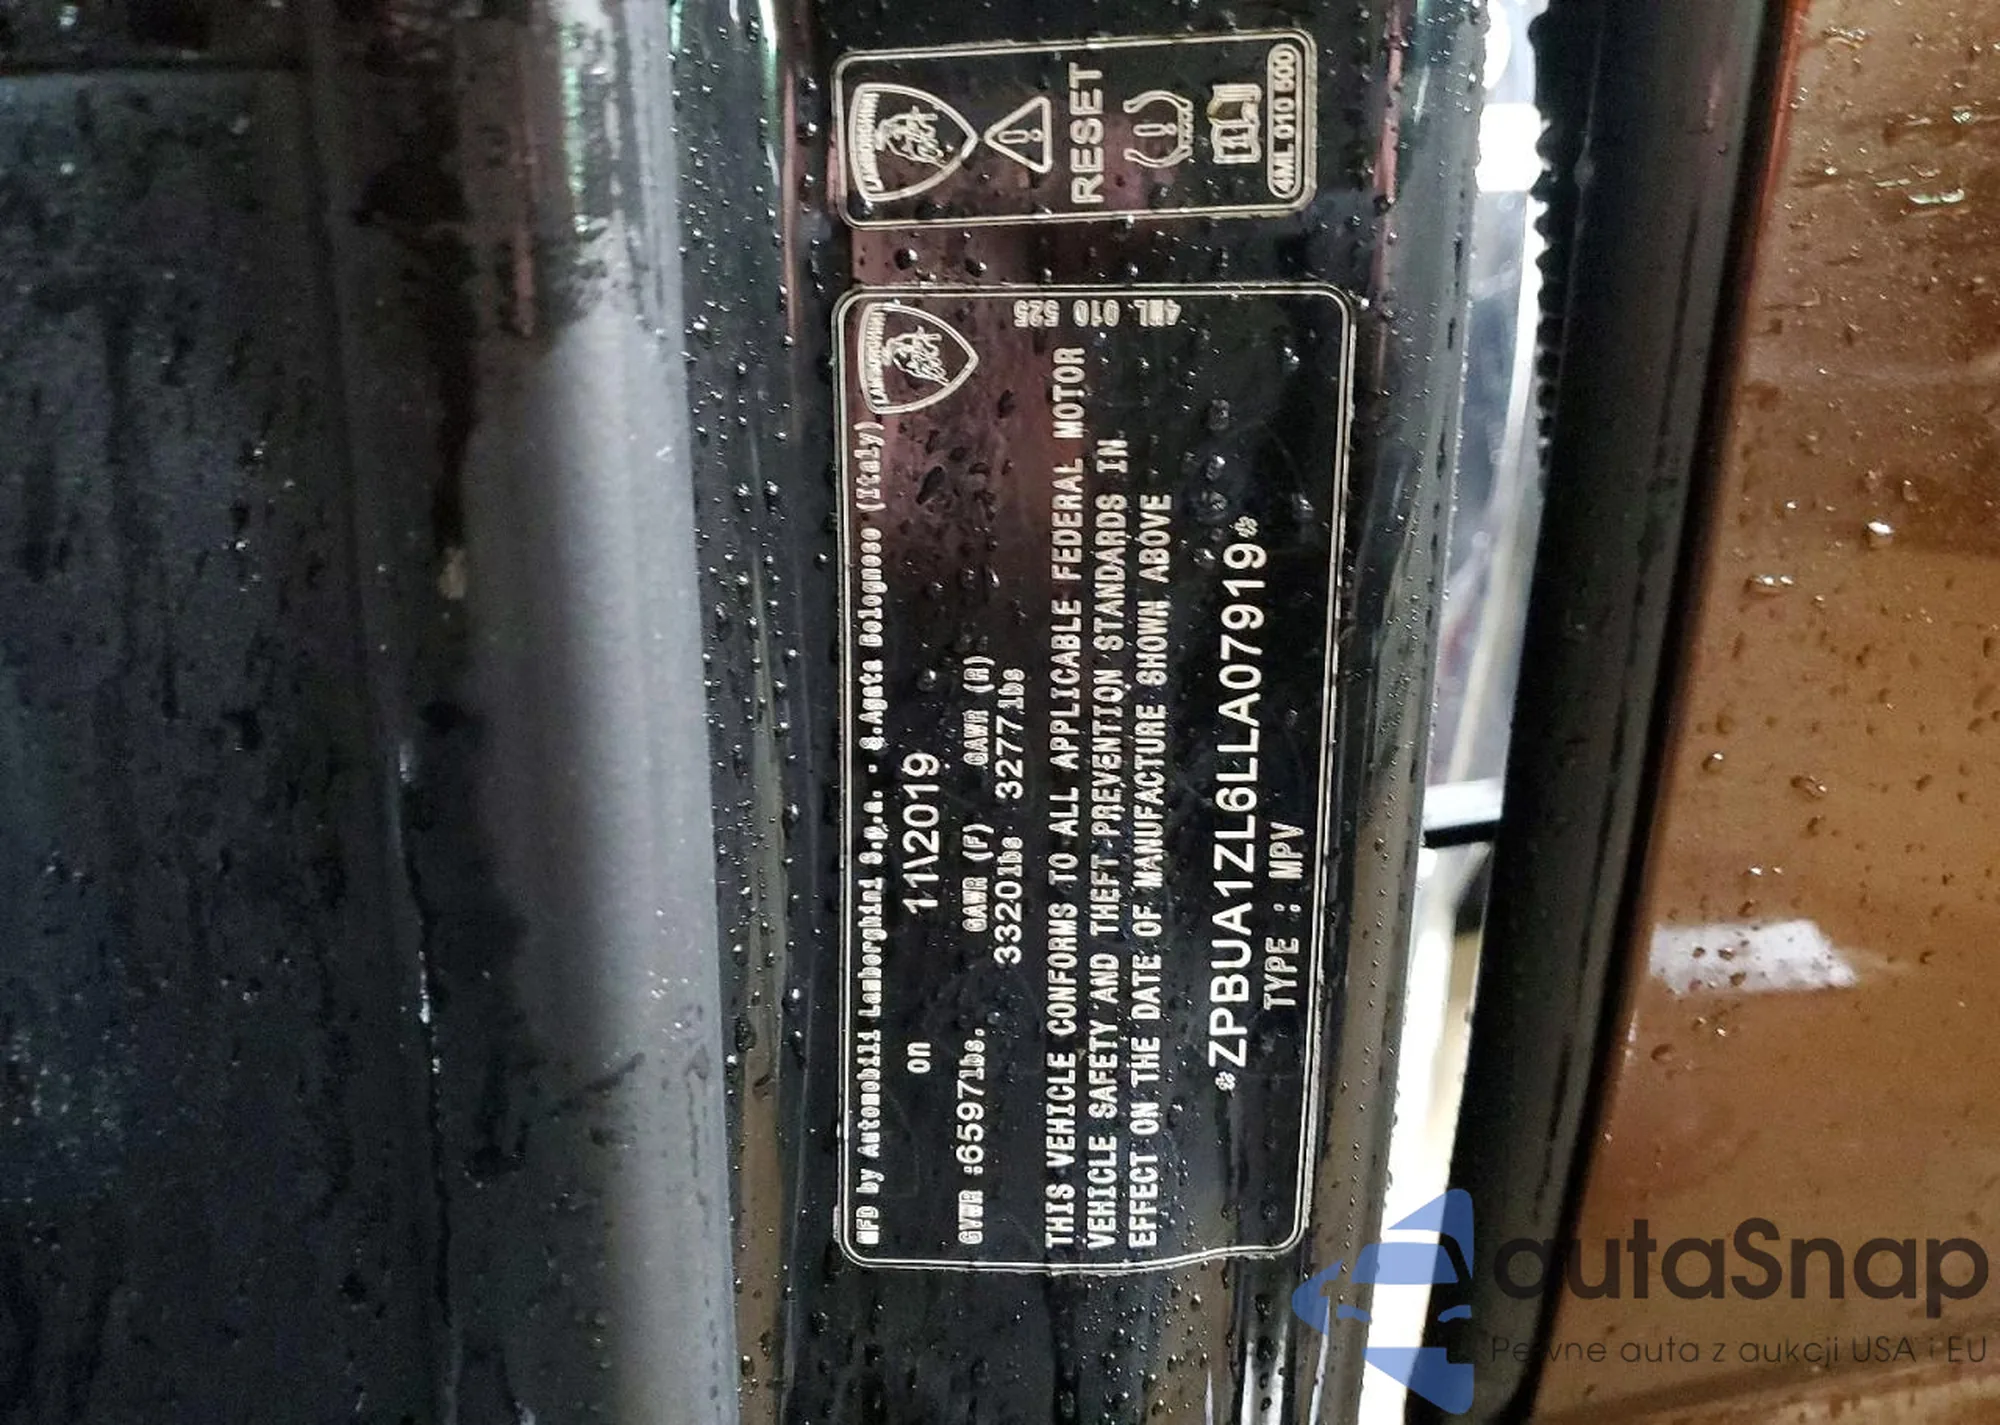 LAMBORGHINI
RESET
4ML 010 500
LAMBORGHINI
4ML 010 525
MFD by Automobili Lamborghini S.p.a. - S.Agata Bolognese (Italy)
on 11\2019
GVWR :6597lbs. GAWR (F) GAWR (R)
3320lbs 3277lbs
THIS VEHICLE CONFORMS TO ALL APPLICABLE FEDERAL MOTOR
VEHICLE SAFETY AND THEFT PREVENTION STANDARDS IN
EFFECT ON THE DATE OF MANUFACTURE SHOWN ABOVE
*ZPBUA1ZL6LLA07919*
TYPE : MPV
autaSnap
Pewne auta z aukcji USA i EU